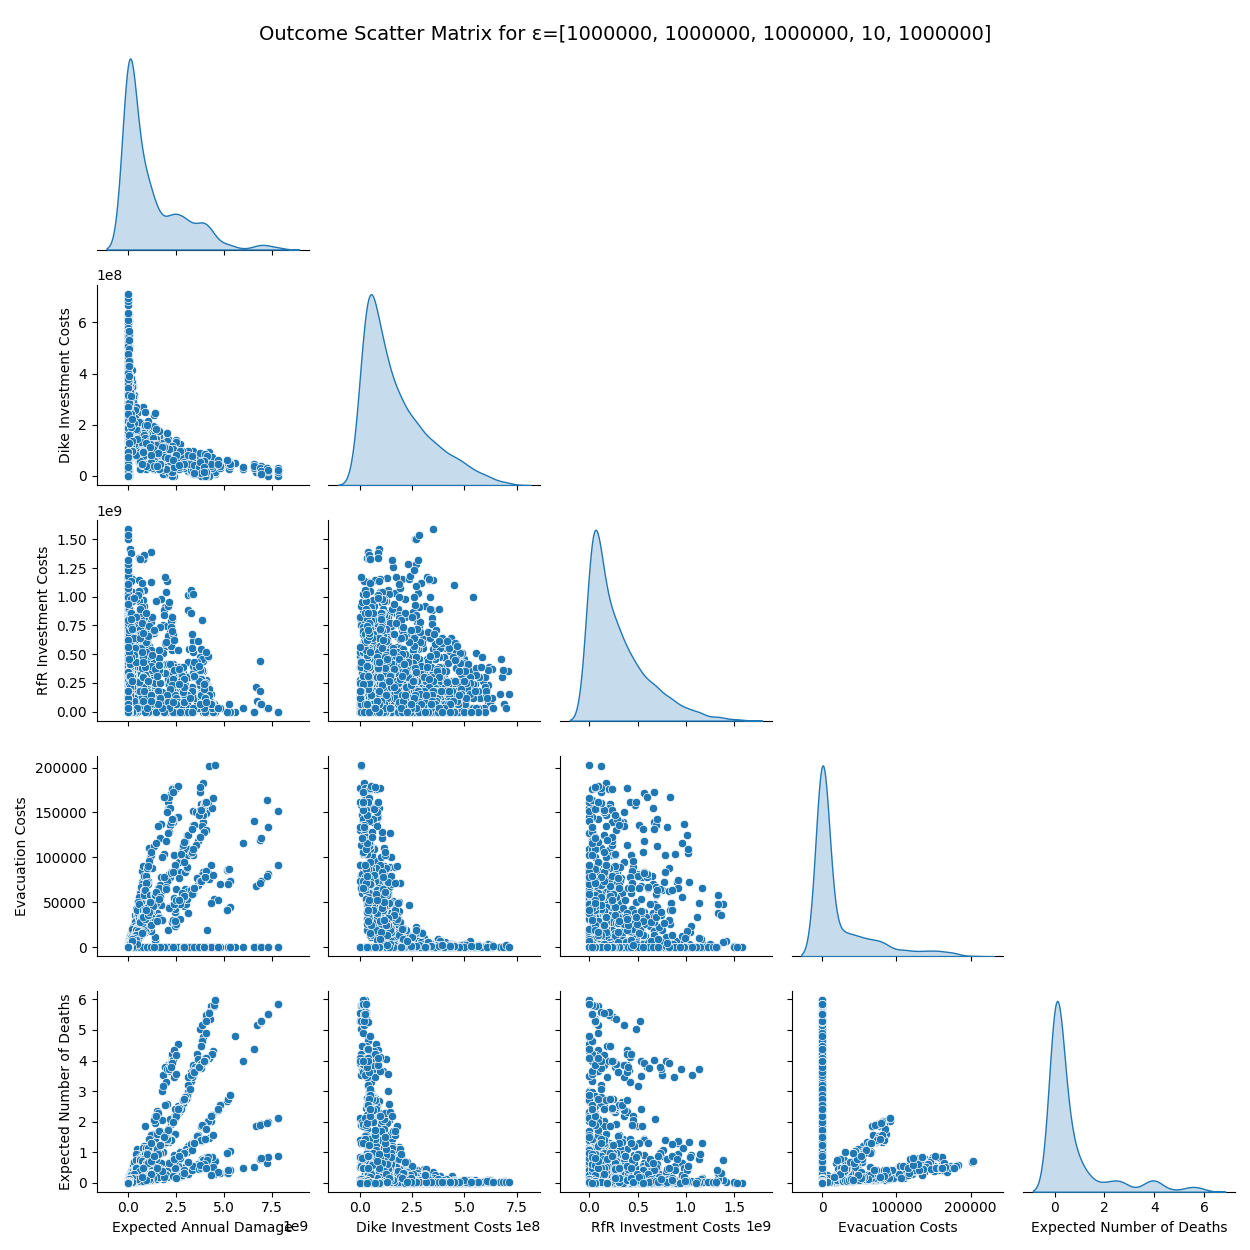 Outcome Scatter Matrix for ε=[1000000, 1000000, 1000000, 10, 1000000]
1e8
Dike Investment Costs
6
4
2
0
1e9
RfR Investment Costs
1.50
1.25
1.00
0.75
0.50
0.25
0.00
Evacuation Costs
200000
150000
100000
50000
0
Expected Number of Deaths
6
5
4
3
2
1
0
0.0 2.5 5.0 7.5
Expected Annual Damage 1e9
0.0 2.5 5.0 7.5
Dike Investment Costs 1e8
0.0 0.5 1.0 1.5
RfR Investment Costs 1e9
0 100000 200000
Evacuation Costs
0 2 4 6
Expected Number of Deaths